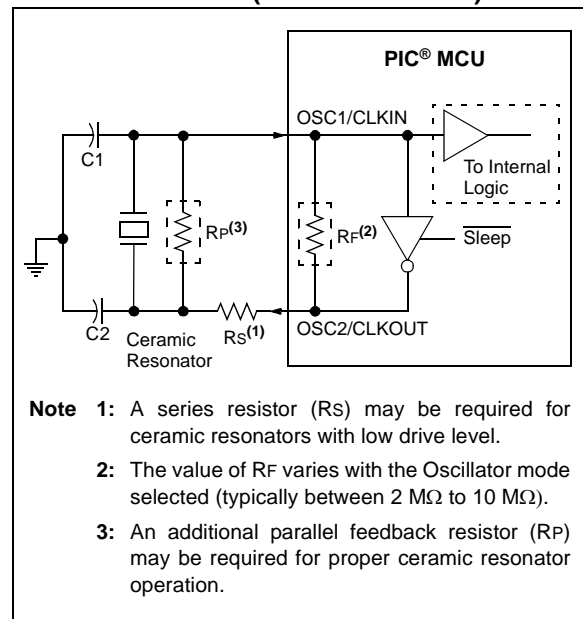 PIC® MCU
OSC1/CLKIN
C1
To Internal
Logic
RP(3)
RF(2)
Sleep
C2
Ceramic
Resonator
RS(1)
OSC2/CLKOUT
Note 1: A series resistor (RS) may be required for
ceramic resonators with low drive level.
2: The value of RF varies with the Oscillator mode
selected (typically between 2 MΩ to 10 MΩ).
3: An additional parallel feedback resistor (RP)
may be required for proper ceramic resonator
operation.